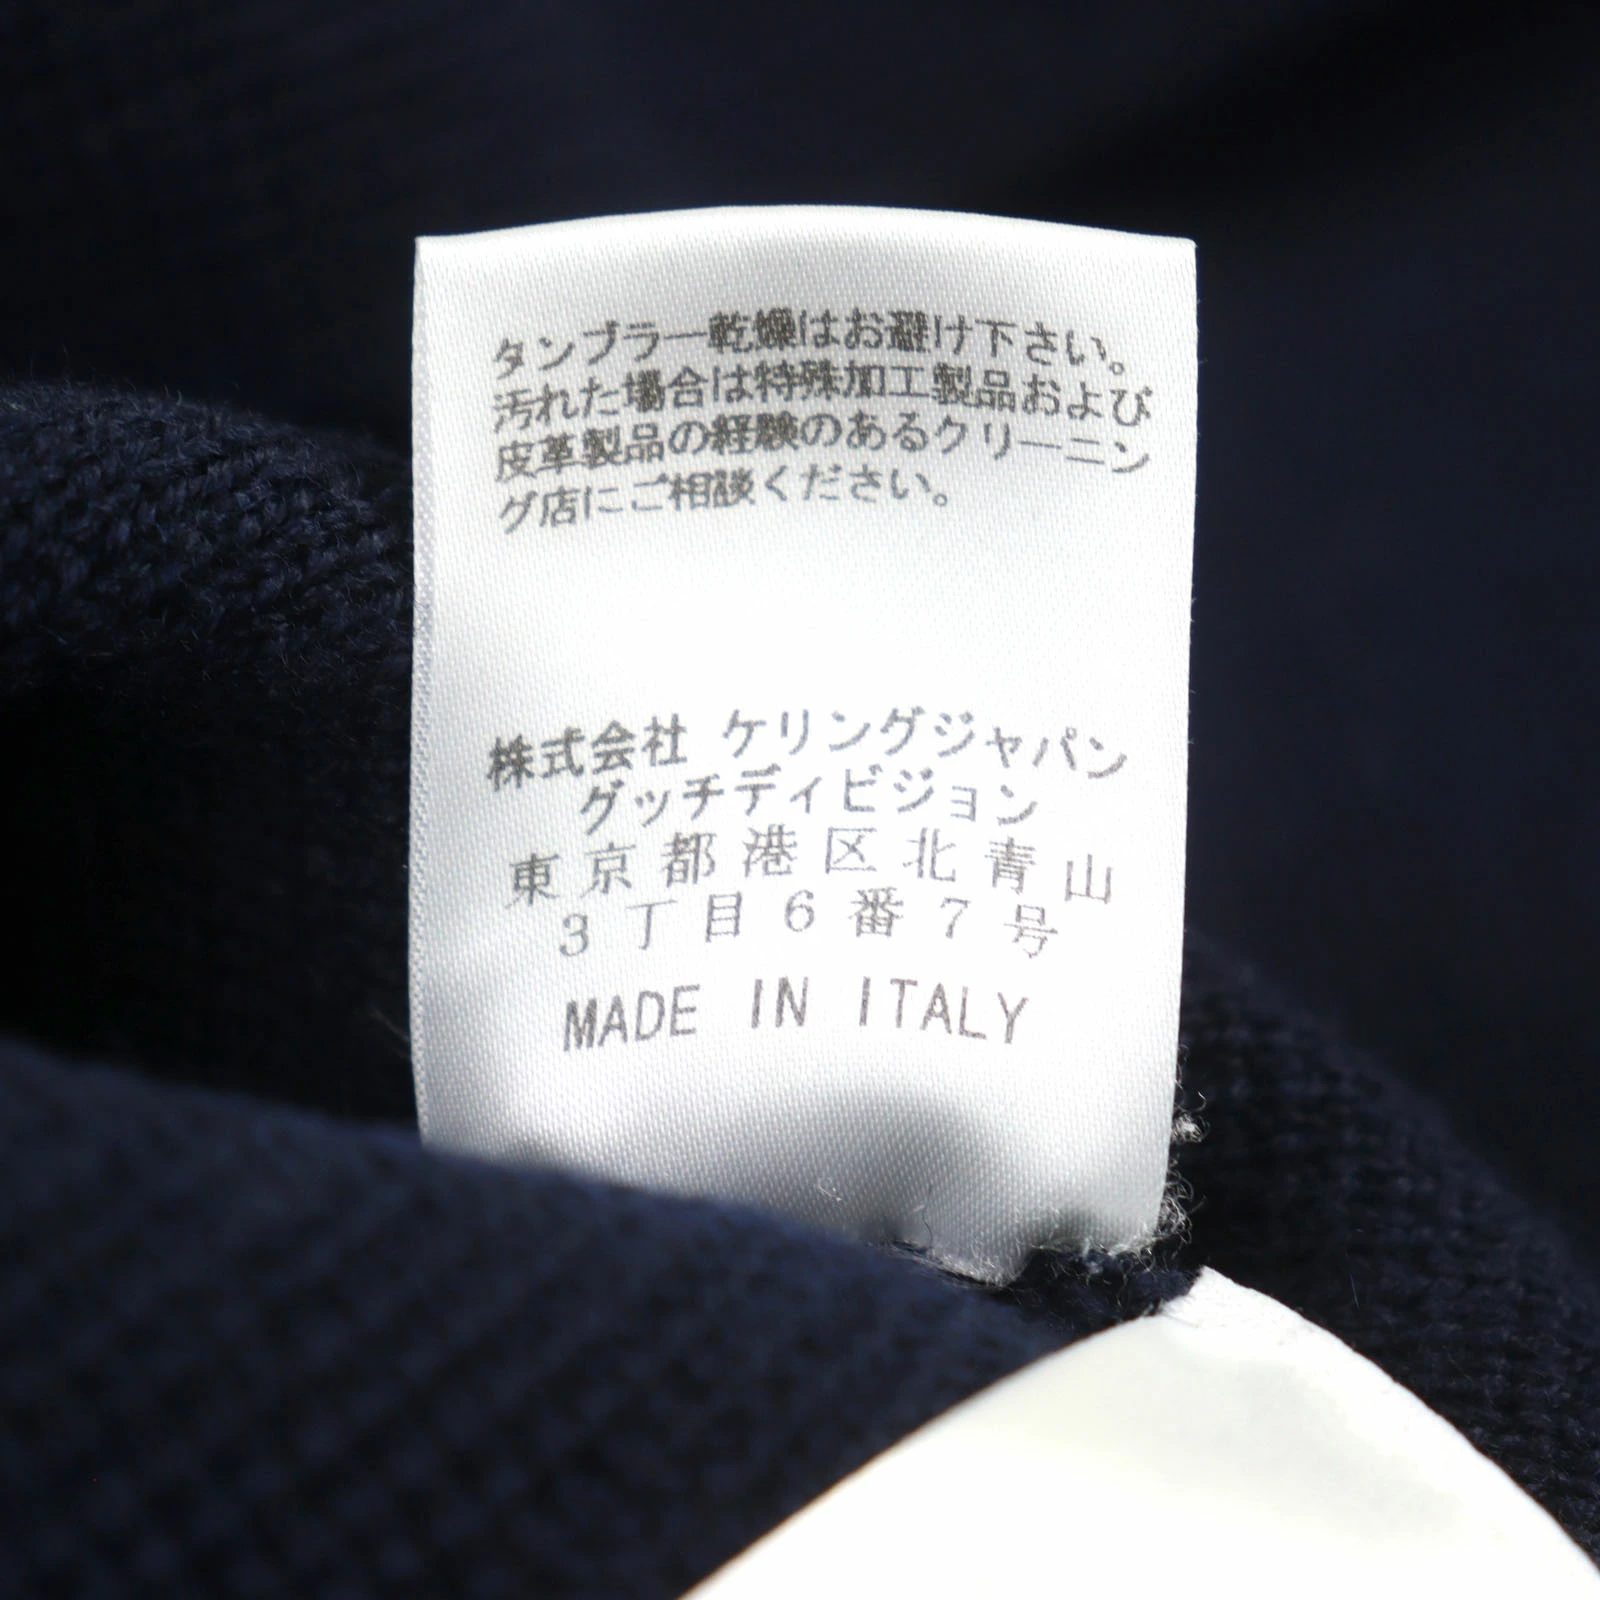 タンブラー乾燥はお避け下さい。
汚れた場合は特殊加工製品および
皮革製品の経験のあるクリーニン
グ店にご相談ください。
株式会社 ケリングジャパン
グッチディビジョン
東京都港区北青山
3丁目6番7号
MADE IN ITALY